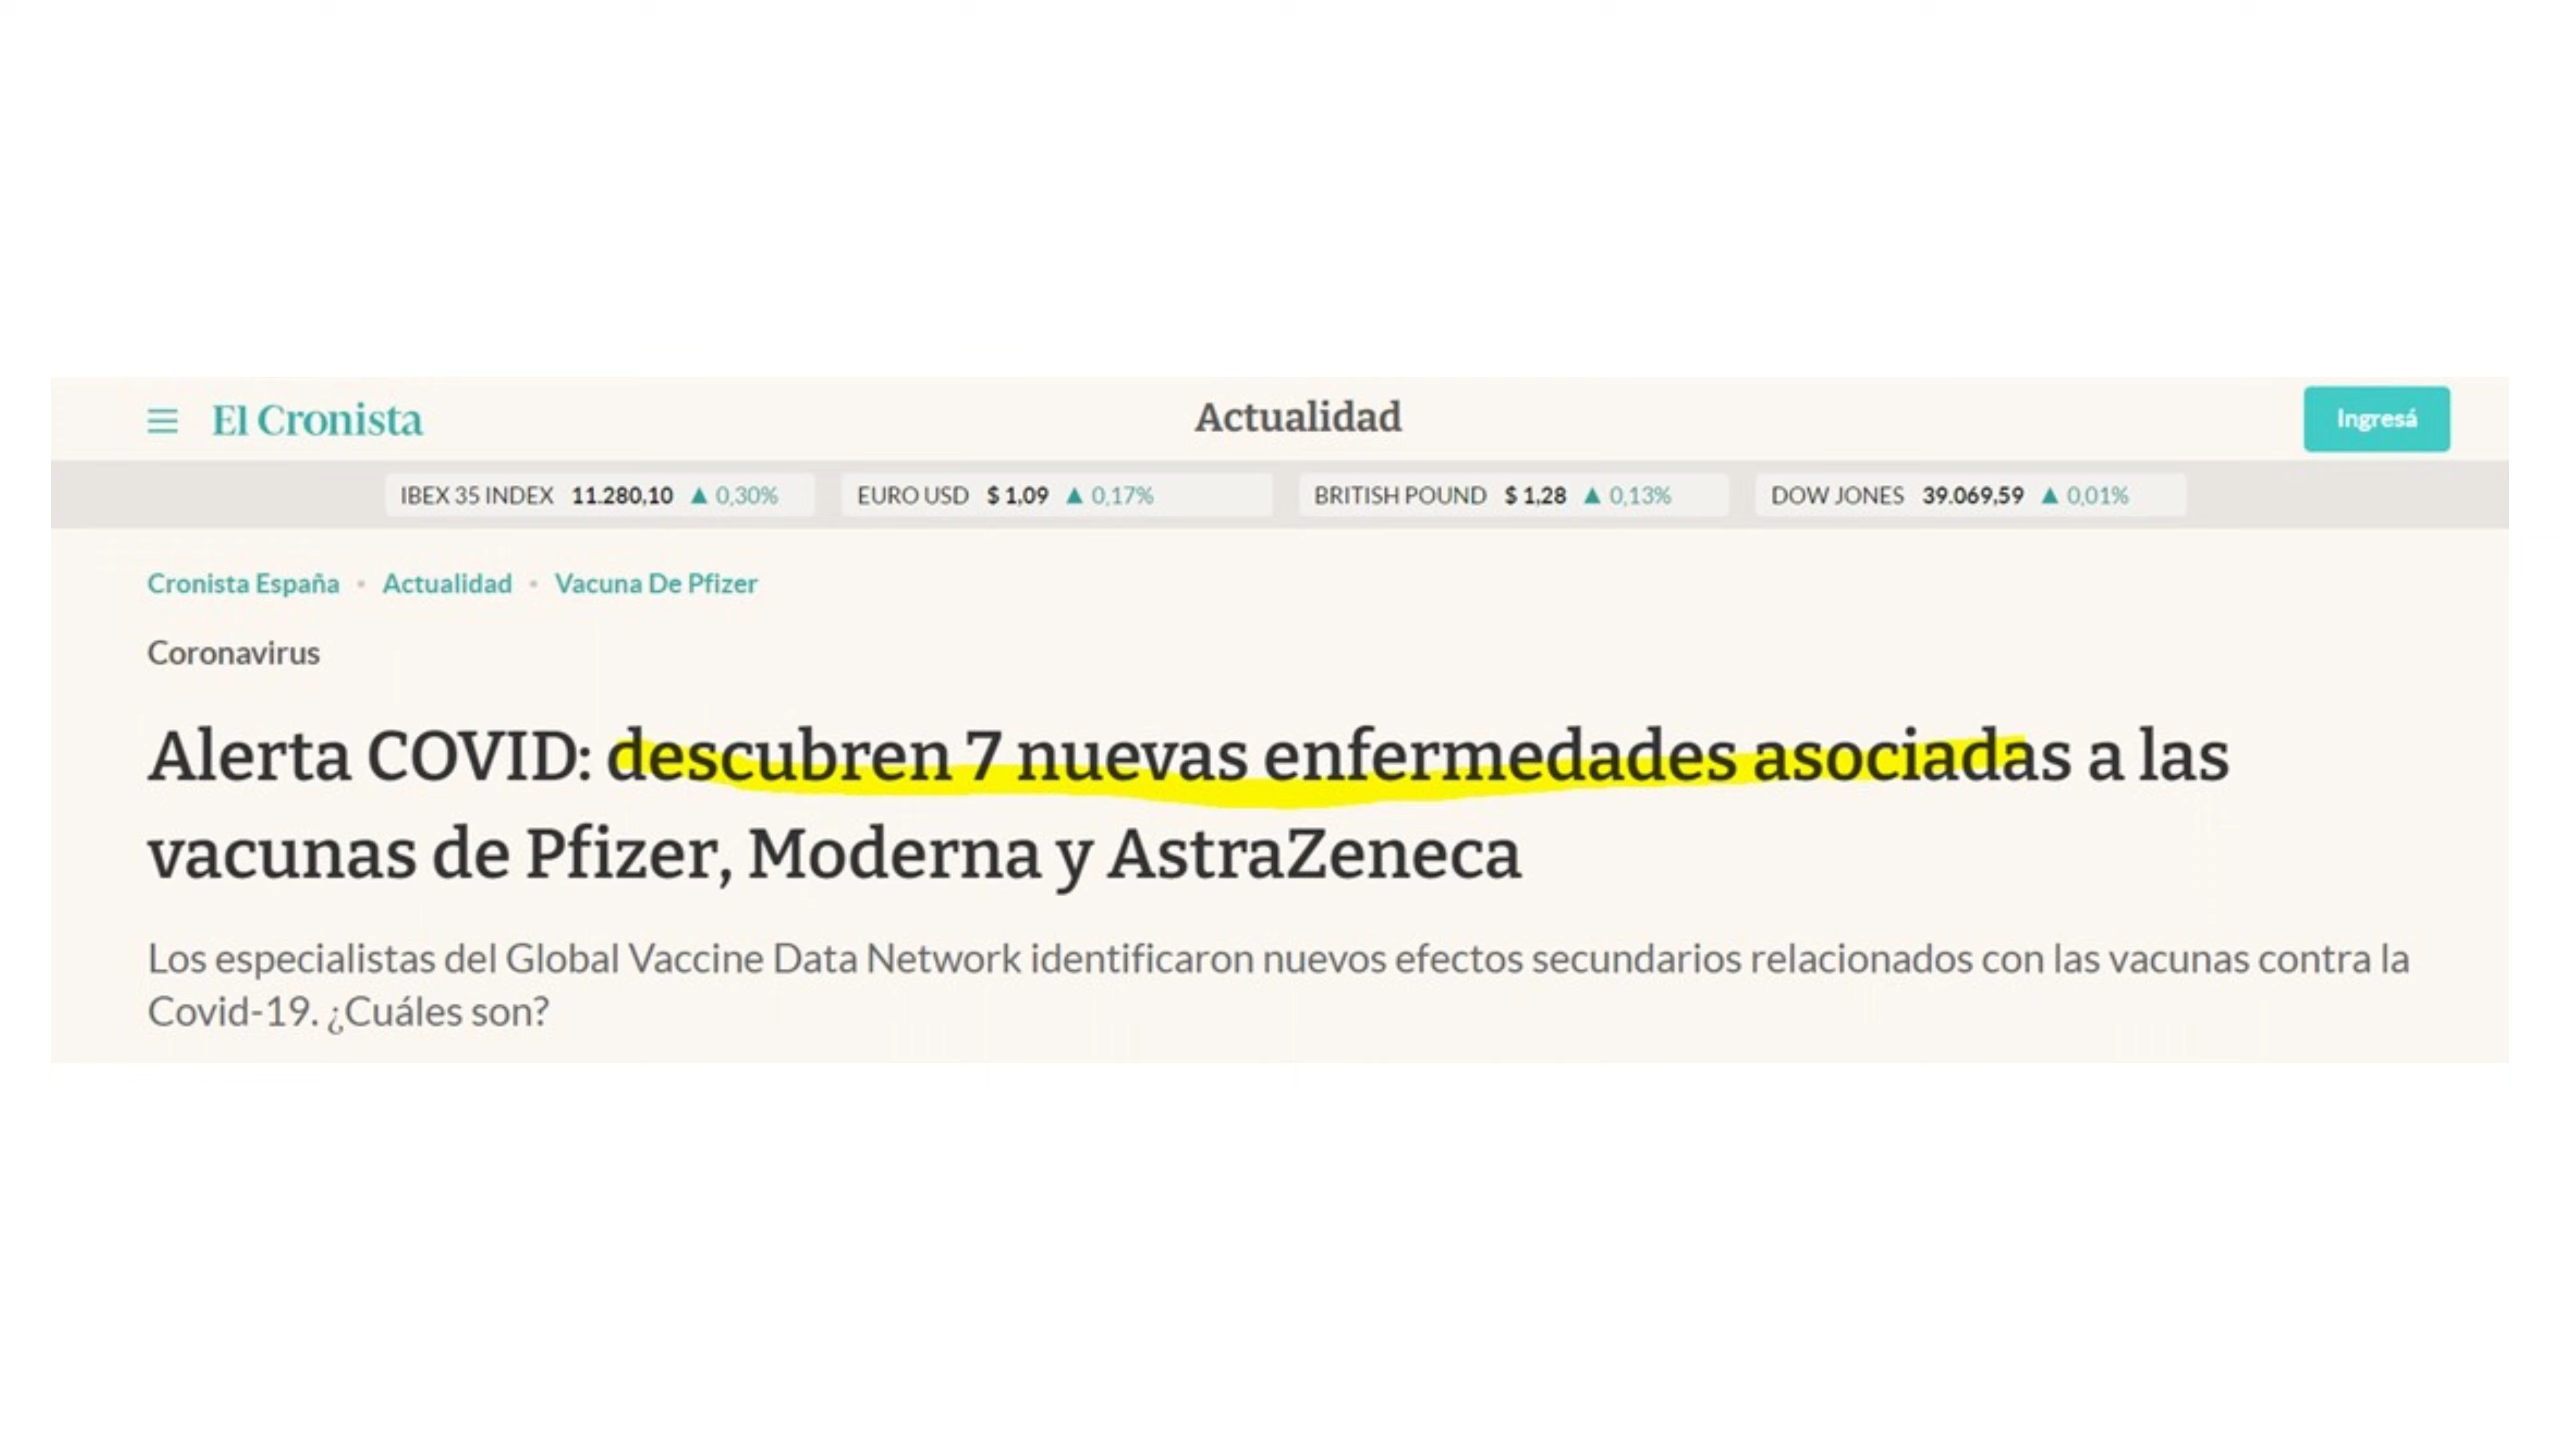 El Cronista
Actualidad
Ingresá
IBEX 35 INDEX 11.280,10 ▲ 0,30% EURO USD $ 1,09 ▲ 0,17% BRITISH POUND $ 1,28 ▲ 0,13% DOW JONES 39.069,59 ▲ 0,01%
Cronista España • Actualidad • Vacuna De Pfizer
Coronavirus
Alerta COVID: descubren 7 nuevas enfermedades asociadas a las
vacunas de Pfizer, Moderna y AstraZeneca
Los especialistas del Global Vaccine Data Network identificaron nuevos efectos secundarios relacionados con las vacunas contra la
Covid-19. ¿Cuáles son?